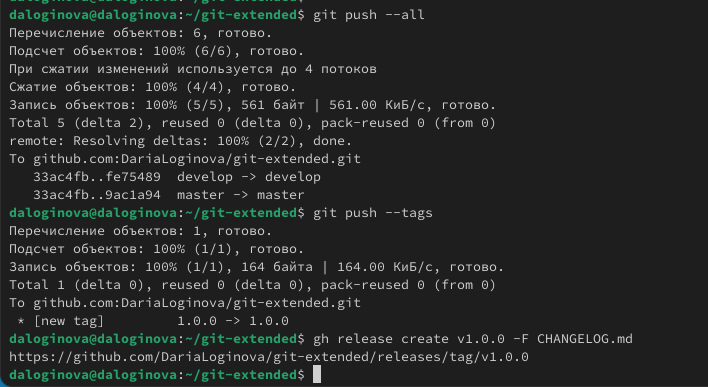 daloginova@daloginova:~/git-extended$ git push --all
Перечисление объектов: 6, готово.
Подсчет объектов: 100% (6/6), готово.
При сжатии изменений используется до 4 потоков
Сжатие объектов: 100% (4/4), готово.
Запись объектов: 100% (5/5), 561 байт | 561.00 КиБ/с, готово.
Total 5 (delta 2), reused 0 (delta 0), pack-reused 0 (from 0)
remote: Resolving deltas: 100% (2/2), done.
To github.com:DariaLoginova/git-extended.git
   33ac4fb..fe75489  develop -> develop
   33ac4fb..9ac1a94  master -> master
daloginova@daloginova:~/git-extended$ git push --tags
Перечисление объектов: 1, готово.
Подсчет объектов: 100% (1/1), готово.
Запись объектов: 100% (1/1), 164 байта | 164.00 КиБ/с, готово.
Total 1 (delta 0), reused 0 (delta 0), pack-reused 0 (from 0)
To github.com:DariaLoginova/git-extended.git
 * [new tag]         1.0.0 -> 1.0.0
daloginova@daloginova:~/git-extended$ gh release create v1.0.0 -F CHANGELOG.md
https://github.com/DariaLoginova/git-extended/releases/tag/v1.0.0
daloginova@daloginova:~/git-extended$